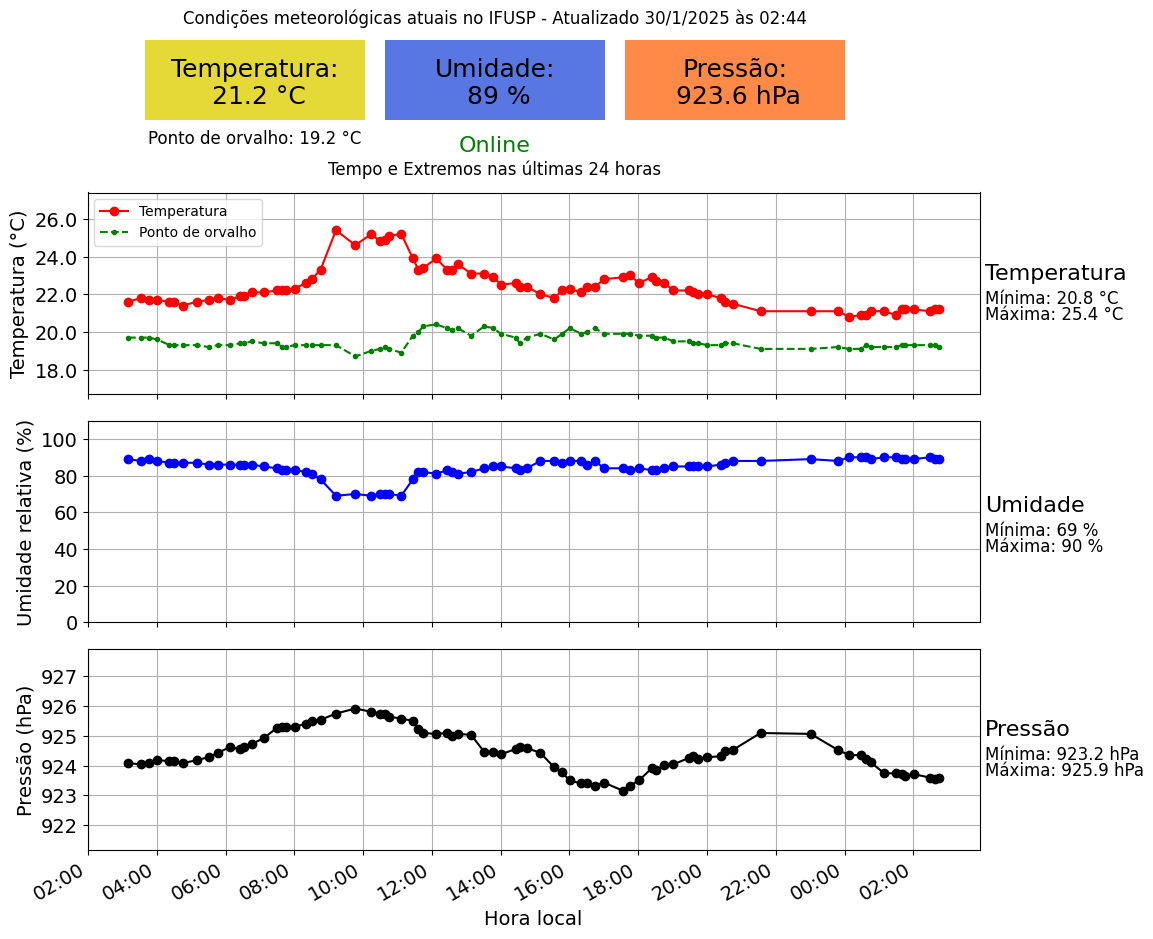 Condições meteorológicas atuais no IFUSP - Atualizado 30/1/2025 às 02:44
Temperatura:
21.2 °C
Umidade:
89 %
Pressão:
923.6 hPa
Ponto de orvalho: 19.2 °C
Online
Tempo e Extremos nas últimas 24 horas
Temperatura (°C)
26.0
24.0
22.0
20.0
18.0
Temperatura
Ponto de orvalho
Temperatura
Mínima: 20.8 °C
Máxima: 25.4 °C
Umidade relativa (%)
100
80
60
40
20
0
Umidade
Mínima: 69 %
Máxima: 90 %
Pressão (hPa)
927
926
925
924
923
922
Pressão
Mínima: 923.2 hPa
Máxima: 925.9 hPa
02:00 04:00 06:00 08:00 10:00 12:00 14:00 16:00 18:00 20:00 22:00 00:00 02:00
Hora local